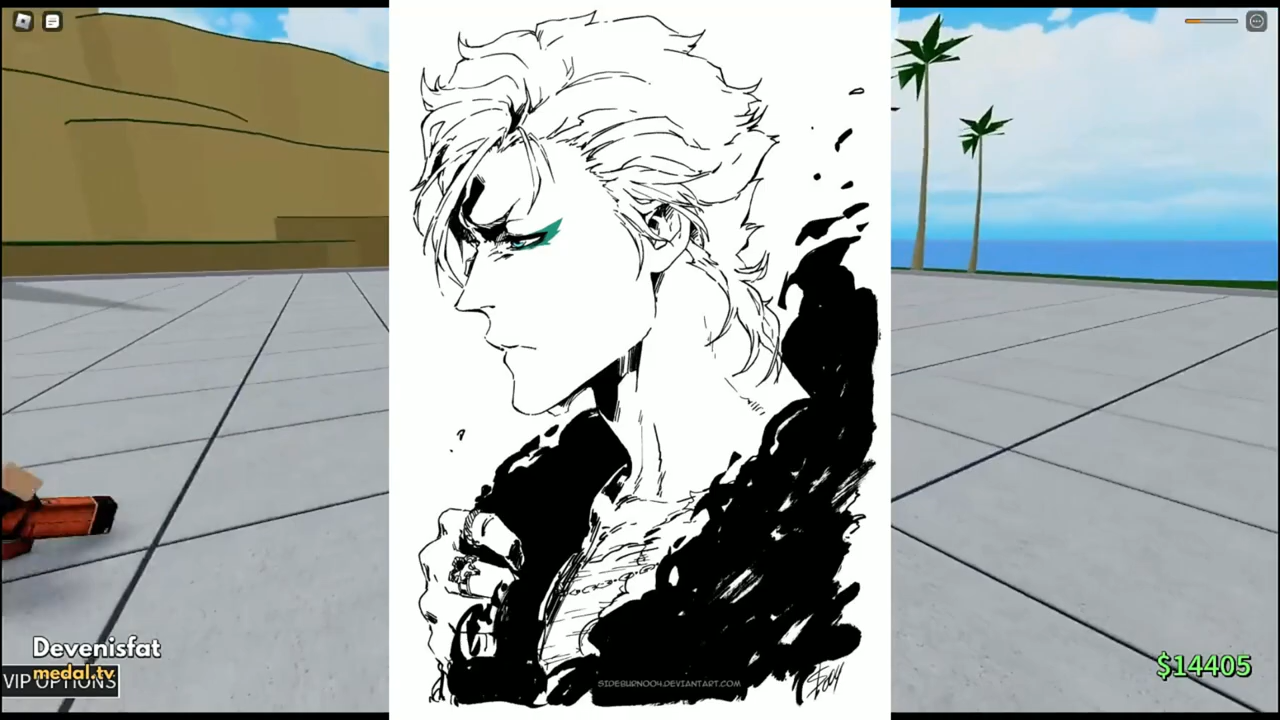 Devenisfat
medal.tv
VIP OPTIONS
$14405
SIDEBURN004.DEVIANTART.COM